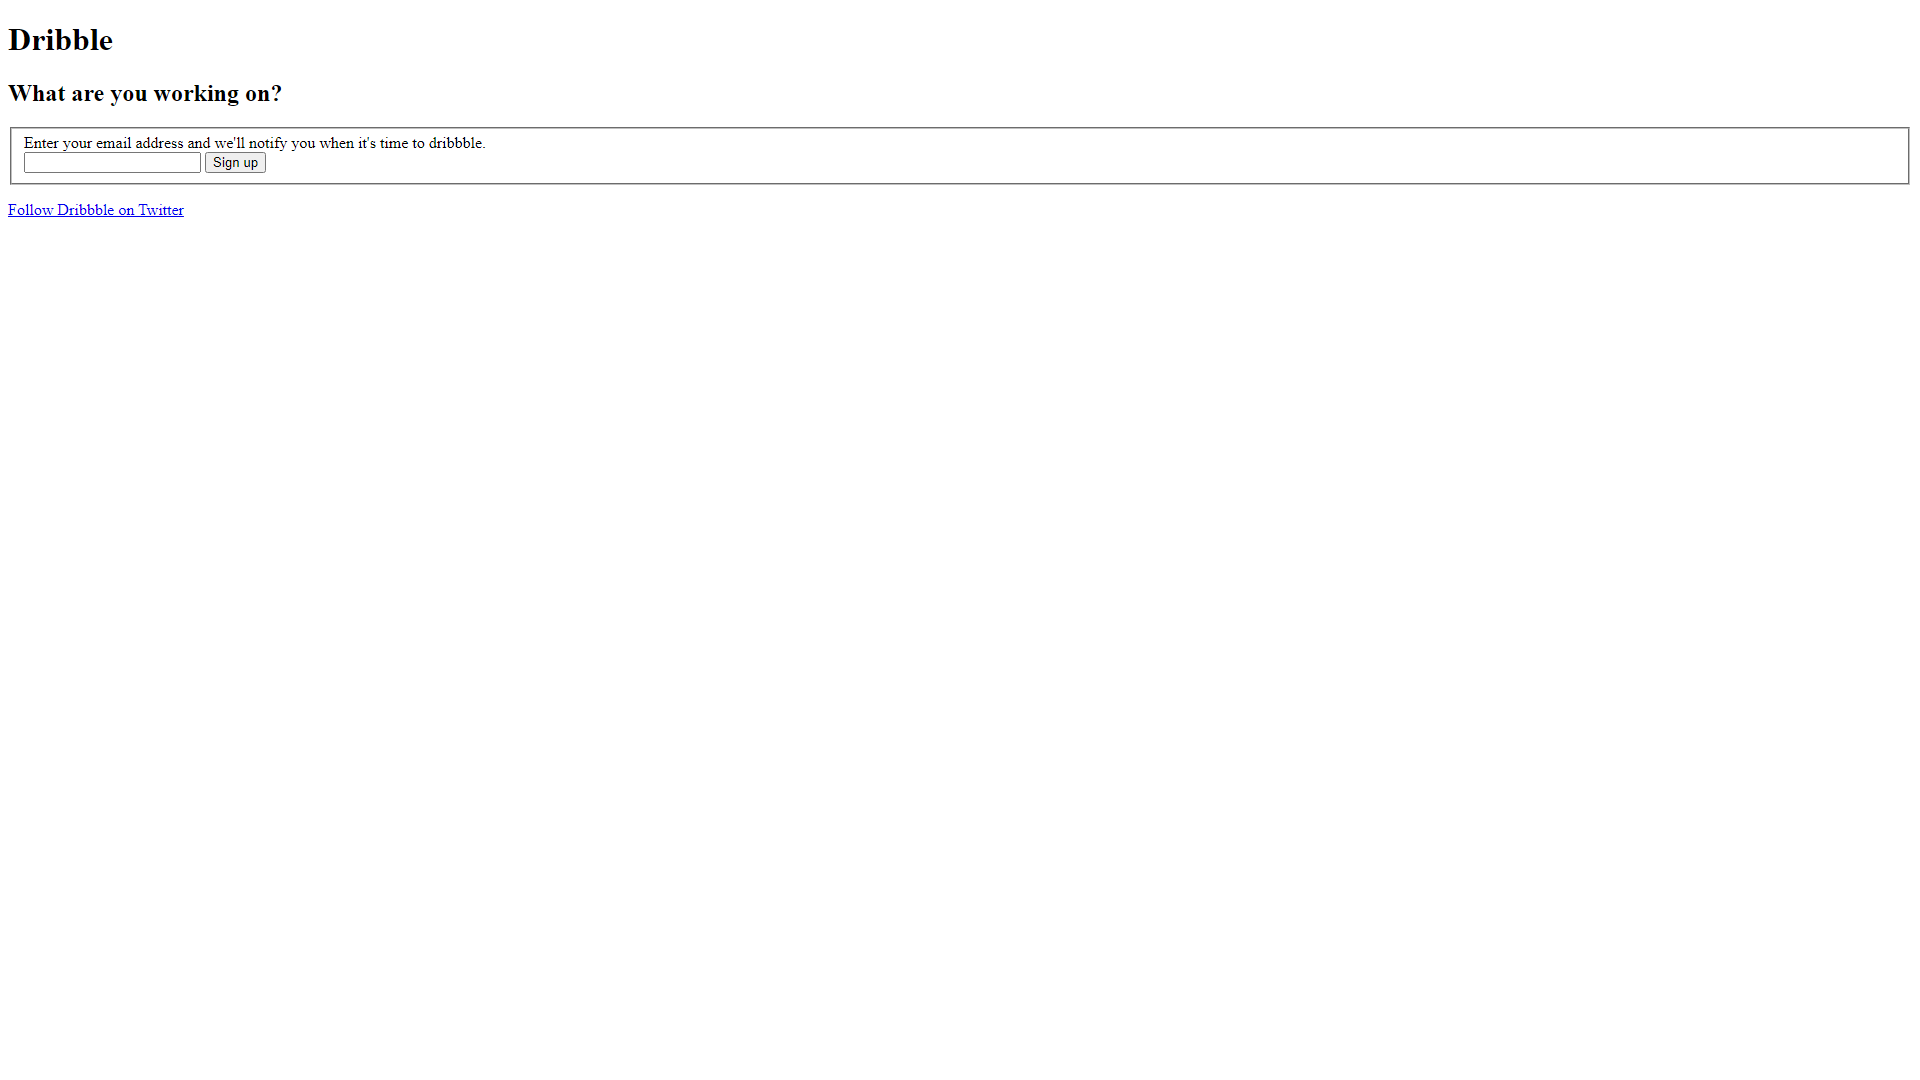 Dribble
What are you working on?
Enter your email address and we'll notify you when it's time to dribbble.
Sign up
Follow Dribbble on Twitter